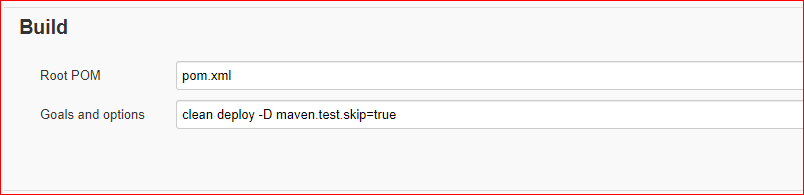 Build
Root POM pom.xml
Goals and options clean deploy -D maven.test.skip=true